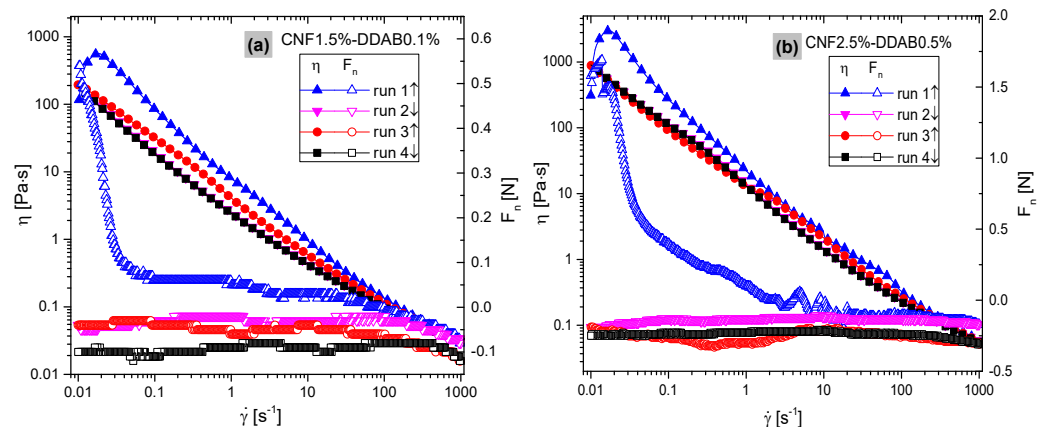 (a) CNF1.5%-DDAB0.1%
η Fₙ
run 1↑
run 2↓
run 3↑
run 4↓
η [Pa·s]
1000
100
10
1
0.1
0.01
Fₙ [N]
0.6
0.5
0.4
0.3
0.2
0.1
0.0
-0.1
0.01 0.1 1 10 100 1000
γ̇ [s⁻¹]
(b) CNF2.5%-DDAB0.5%
η Fₙ
run 1↑
run 2↓
run 3↑
run 4↓
η [Pa·s]
1000
100
10
1
0.1
Fₙ [N]
2.0
1.5
1.0
0.5
0.0
-0.5
0.01 0.1 1 10 100 1000
γ̇ [s⁻¹]